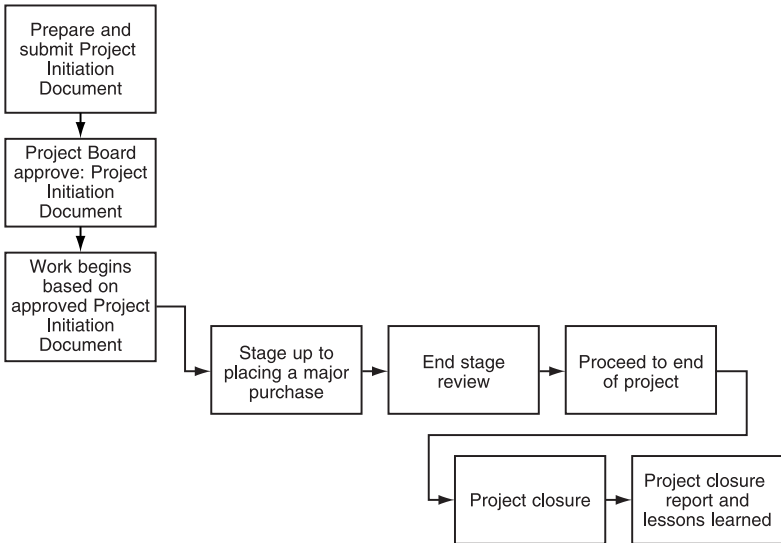 Prepare and
submit Project
Initiation
Document
Project Board
approve: Project
Initiation
Document
Work begins
based on
approved Project
Initiation
Document
Stage up to
placing a major
purchase
End stage
review
Proceed to end
of project
Project closure
Project closure
report and
lessons learned